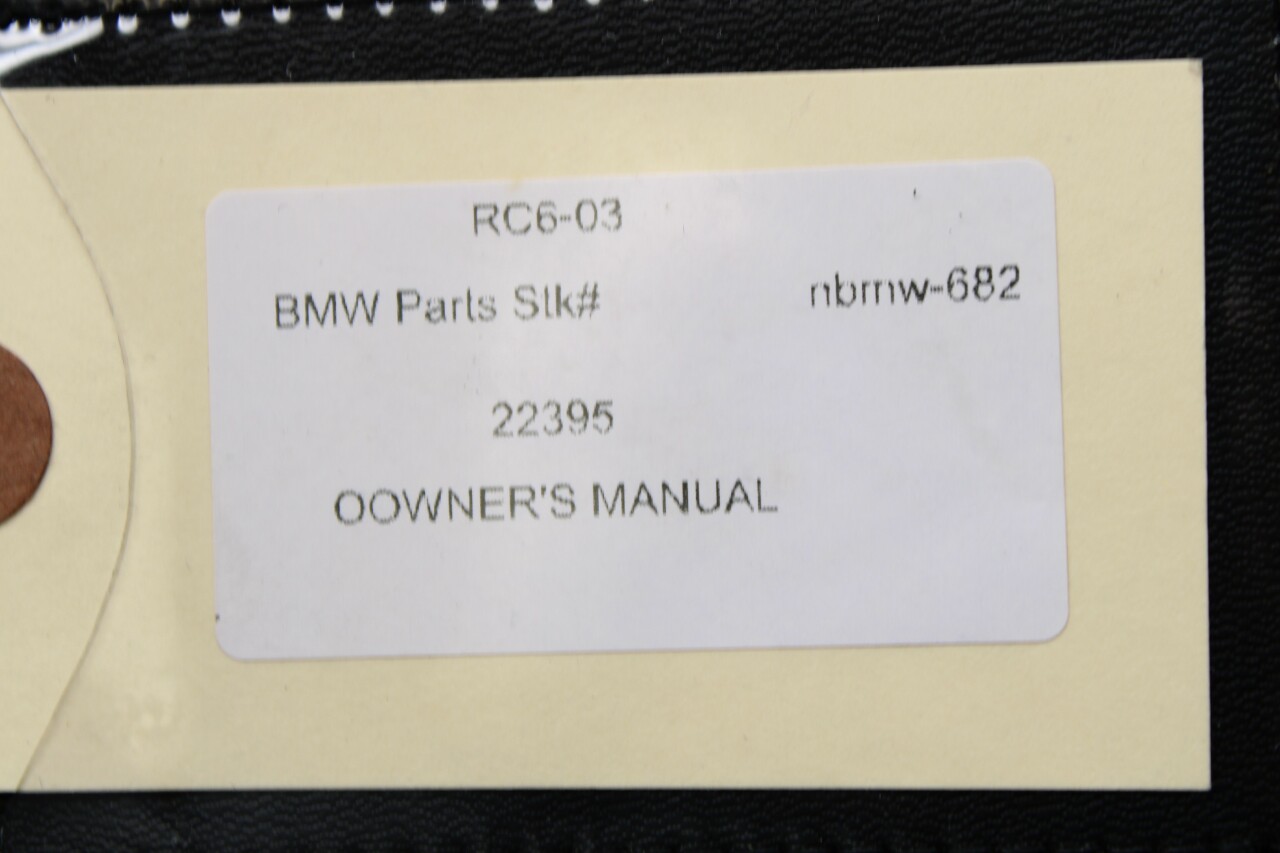 RC6-03
BMW Parts Stk# nbmw-682
22395
OOWNER'S MANUAL